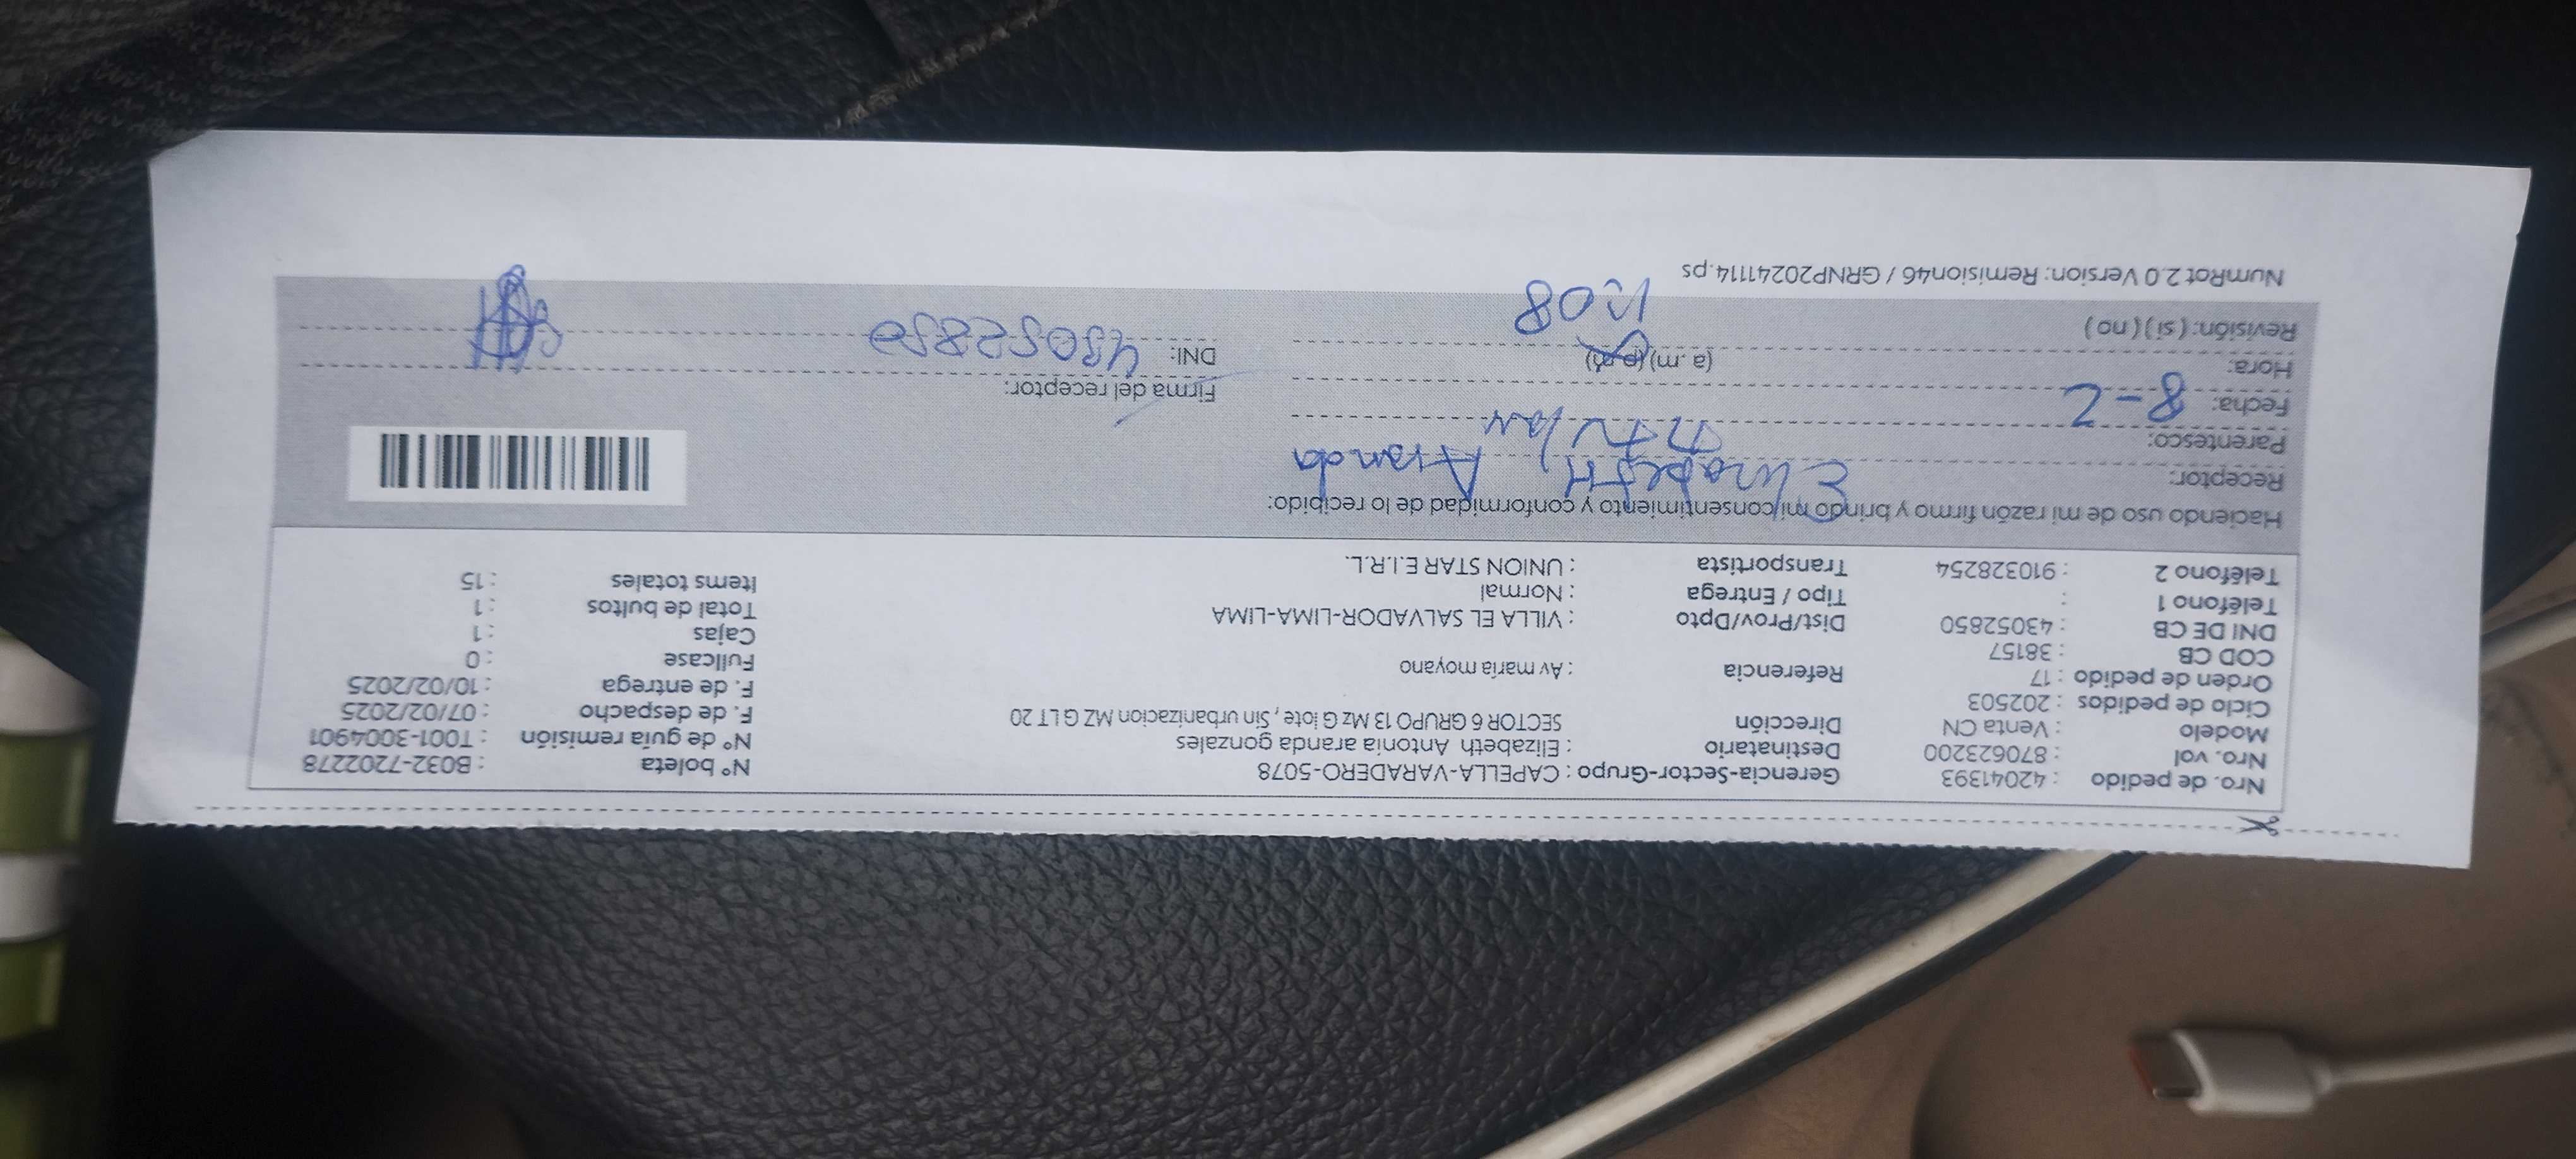 Nro. de pedido : 42041393 Gerencia-Sector-Grupo : CAPELLA-VARADERO-5078 N° boleta : B032-7202278
Nro. vol : 870623200 Destinatario : Elizabeth Antonia aranda gonzales N° de guía remisión : T001-3004901
Modelo : Venta CN Dirección SECTOR 6 GRUPO 13 Mz G lote , Sin urbanizacion MZ G LT 20 F. de despacho : 07/02/2025
Ciclo de pedidos : 202503 F. de entrega : 10/02/2025
Orden de pedido : 17 Referencia : Av maria moyano Fullcase : 0
COD CB : 38157 Cajas : 1
DNI DE CB : 43052850 Dist/Prov/Dpto : VILLA EL SALVADOR-LIMA-LIMA Total de bultos : 1
Teléfono 1 : Tipo / Entrega : Normal Items totales : 15
Teléfono 2 : 910328254 Transportista : UNION STAR E.I.R.L.
Haciendo uso de mi razón firmo y brindo mi consentimiento y conformidad de lo recibido:
Receptor: Elizabeth Aranda
Parentesco: Titular
Fecha: 8-2 Firma del receptor:
Hora: (a. m) (p. m) DNI: 43052850
11:08
Revisión: ( si ) ( no )
NumRot 2.0 Version: Remision46 / GRNP20241114.ps